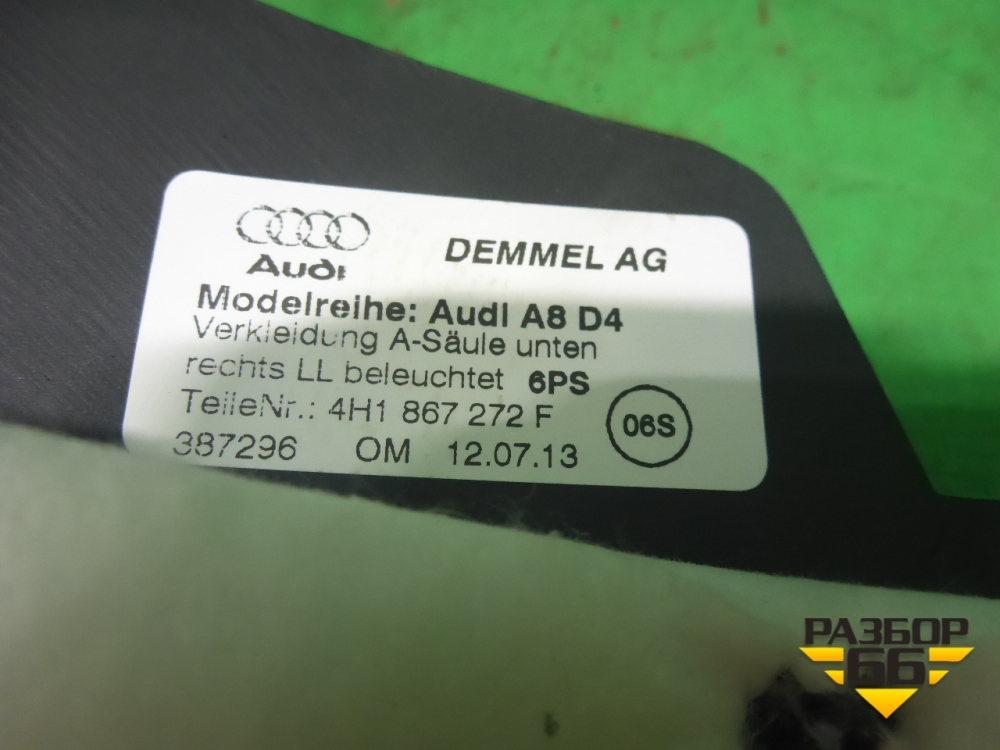 Audi
DEMMEL AG
Modelreihe: Audi A8 D4
Verkleidung A-Säule unten
rechts LL beleuchtet 6PS
TeileNr.: 4H1 867 272 F
06S
387296 OM 12.07.13
РАЗБОР
66